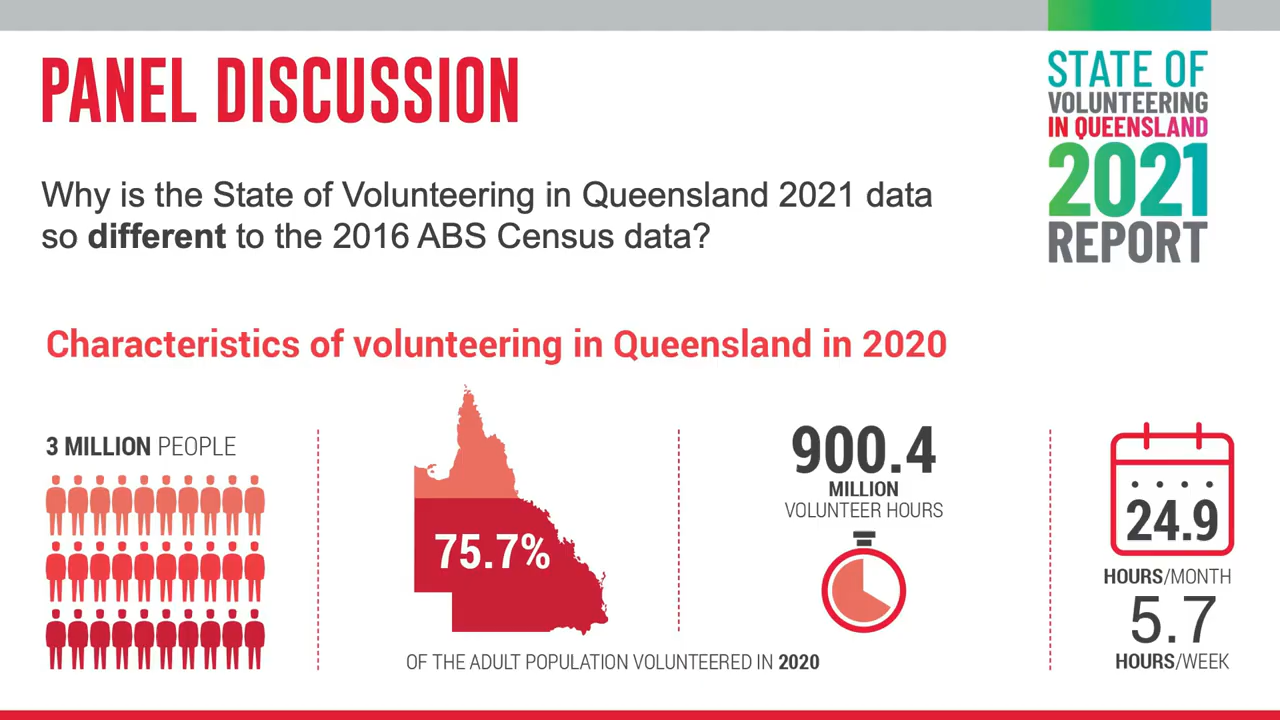 PANEL DISCUSSION
STATE OF
VOLUNTEERING
IN QUEENSLAND
2021
REPORT
Why is the State of Volunteering in Queensland 2021 data
so different to the 2016 ABS Census data?
Characteristics of volunteering in Queensland in 2020
3 MILLION PEOPLE
75.7%
OF THE ADULT POPULATION VOLUNTEERED IN 2020
900.4
MILLION
VOLUNTEER HOURS
24.9
HOURS/MONTH
5.7
HOURS/WEEK